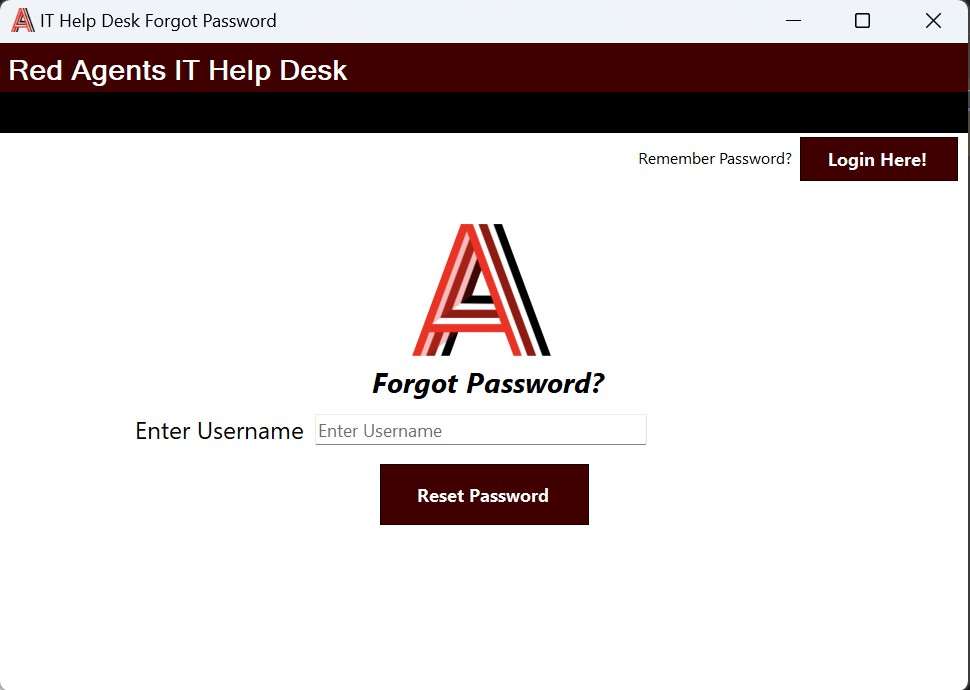 IT Help Desk Forgot Password
Red Agents IT Help Desk
Remember Password? Login Here!
Forgot Password?
Enter Username Enter Username
Reset Password